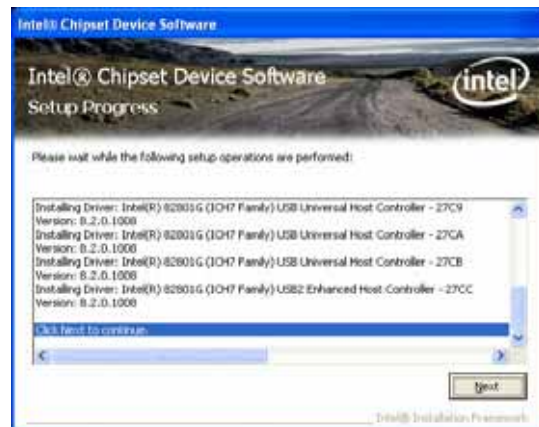 Intel® Chipset Device Software
Intel® Chipset Device Software
intel
Setup Progress
Please wait while the following setup operations are performed:
Installing Driver: Intel(R) 82801G (ICH7 Family) USB Universal Host Controller - 27C9
Version: 8.2.0.1008
Installing Driver: Intel(R) 82801G (ICH7 Family) USB Universal Host Controller - 27CA
Version: 8.2.0.1008
Installing Driver: Intel(R) 82801G (ICH7 Family) USB Universal Host Controller - 27CB
Version: 8.2.0.1008
Installing Driver: Intel(R) 82801G (ICH7 Family) USB2 Enhanced Host Controller - 27CC
Version: 8.2.0.1008
Click Next to continue.
Next
Intel® Installation Framework